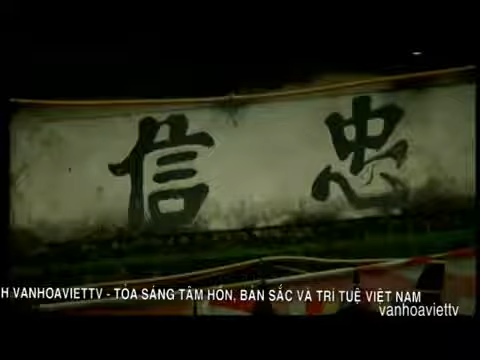 信 忠
H VANHOAVIETTV - TỎA SÁNG TÂM HỒN, BẢN SẮC VÀ TRÍ TUỆ VIỆT NAM
vanhoaviettv